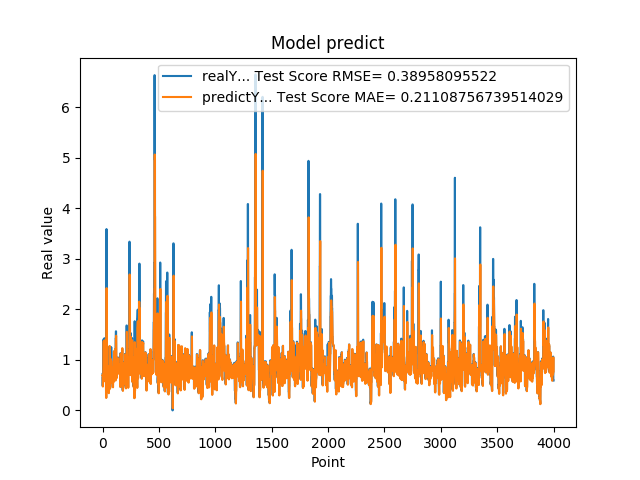 Model predict
realY... Test Score RMSE= 0.38958095522
predictY... Test Score MAE= 0.21108756739514029
Real value
6
5
4
3
2
1
0
0 500 1000 1500 2000 2500 3000 3500 4000
Point